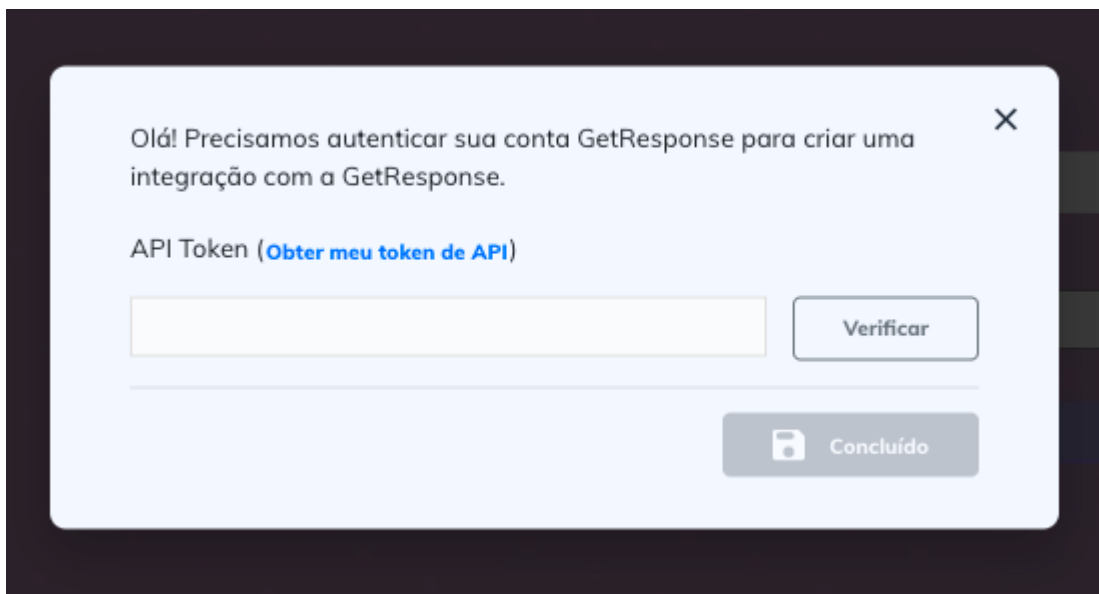 Olá! Precisamos autenticar sua conta GetResponse para criar uma
integração com a GetResponse.
API Token (Obter meu token de API)
Verificar
Concluído